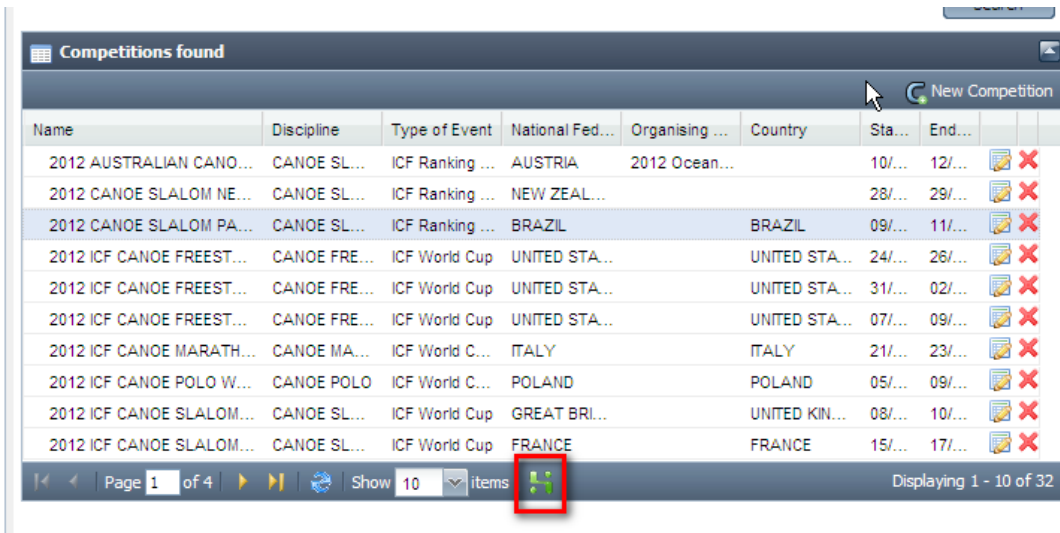 Search
Competitions found
New Competition
Name Discipline Type of Event National Fed... Organising ... Country Sta... End...
2012 AUSTRALIAN CANO... CANOE SL... ICF Ranking ... AUSTRIA 2012 Ocean... 10/... 12/...
2012 CANOE SLALOM NE... CANOE SL... ICF Ranking ... NEW ZEAL... 28/... 29/...
2012 CANOE SLALOM PA... CANOE SL... ICF Ranking ... BRAZIL BRAZIL 09/... 11/...
2012 ICF CANOE FREEST... CANOE FRE... ICF World Cup UNITED STA... UNITED STA... 24/... 26/...
2012 ICF CANOE FREEST... CANOE FRE... ICF World Cup UNITED STA... UNITED STA... 31/... 02/...
2012 ICF CANOE FREEST... CANOE FRE... ICF World Cup UNITED STA... UNITED STA... 07/... 09/...
2012 ICF CANOE MARATH... CANOE MA... ICF World C... ITALY ITALY 21/... 23/...
2012 ICF CANOE POLO W... CANOE POLO ICF World C... POLAND POLAND 05/... 09/...
2012 ICF CANOE SLALOM... CANOE SL... ICF World Cup GREAT BRI... UNITED KIN... 08/... 10/...
2012 ICF CANOE SLALOM... CANOE SL... ICF World Cup FRANCE FRANCE 15/... 17/...
Page 1 of 4 Show 10 items Displaying 1 - 10 of 32